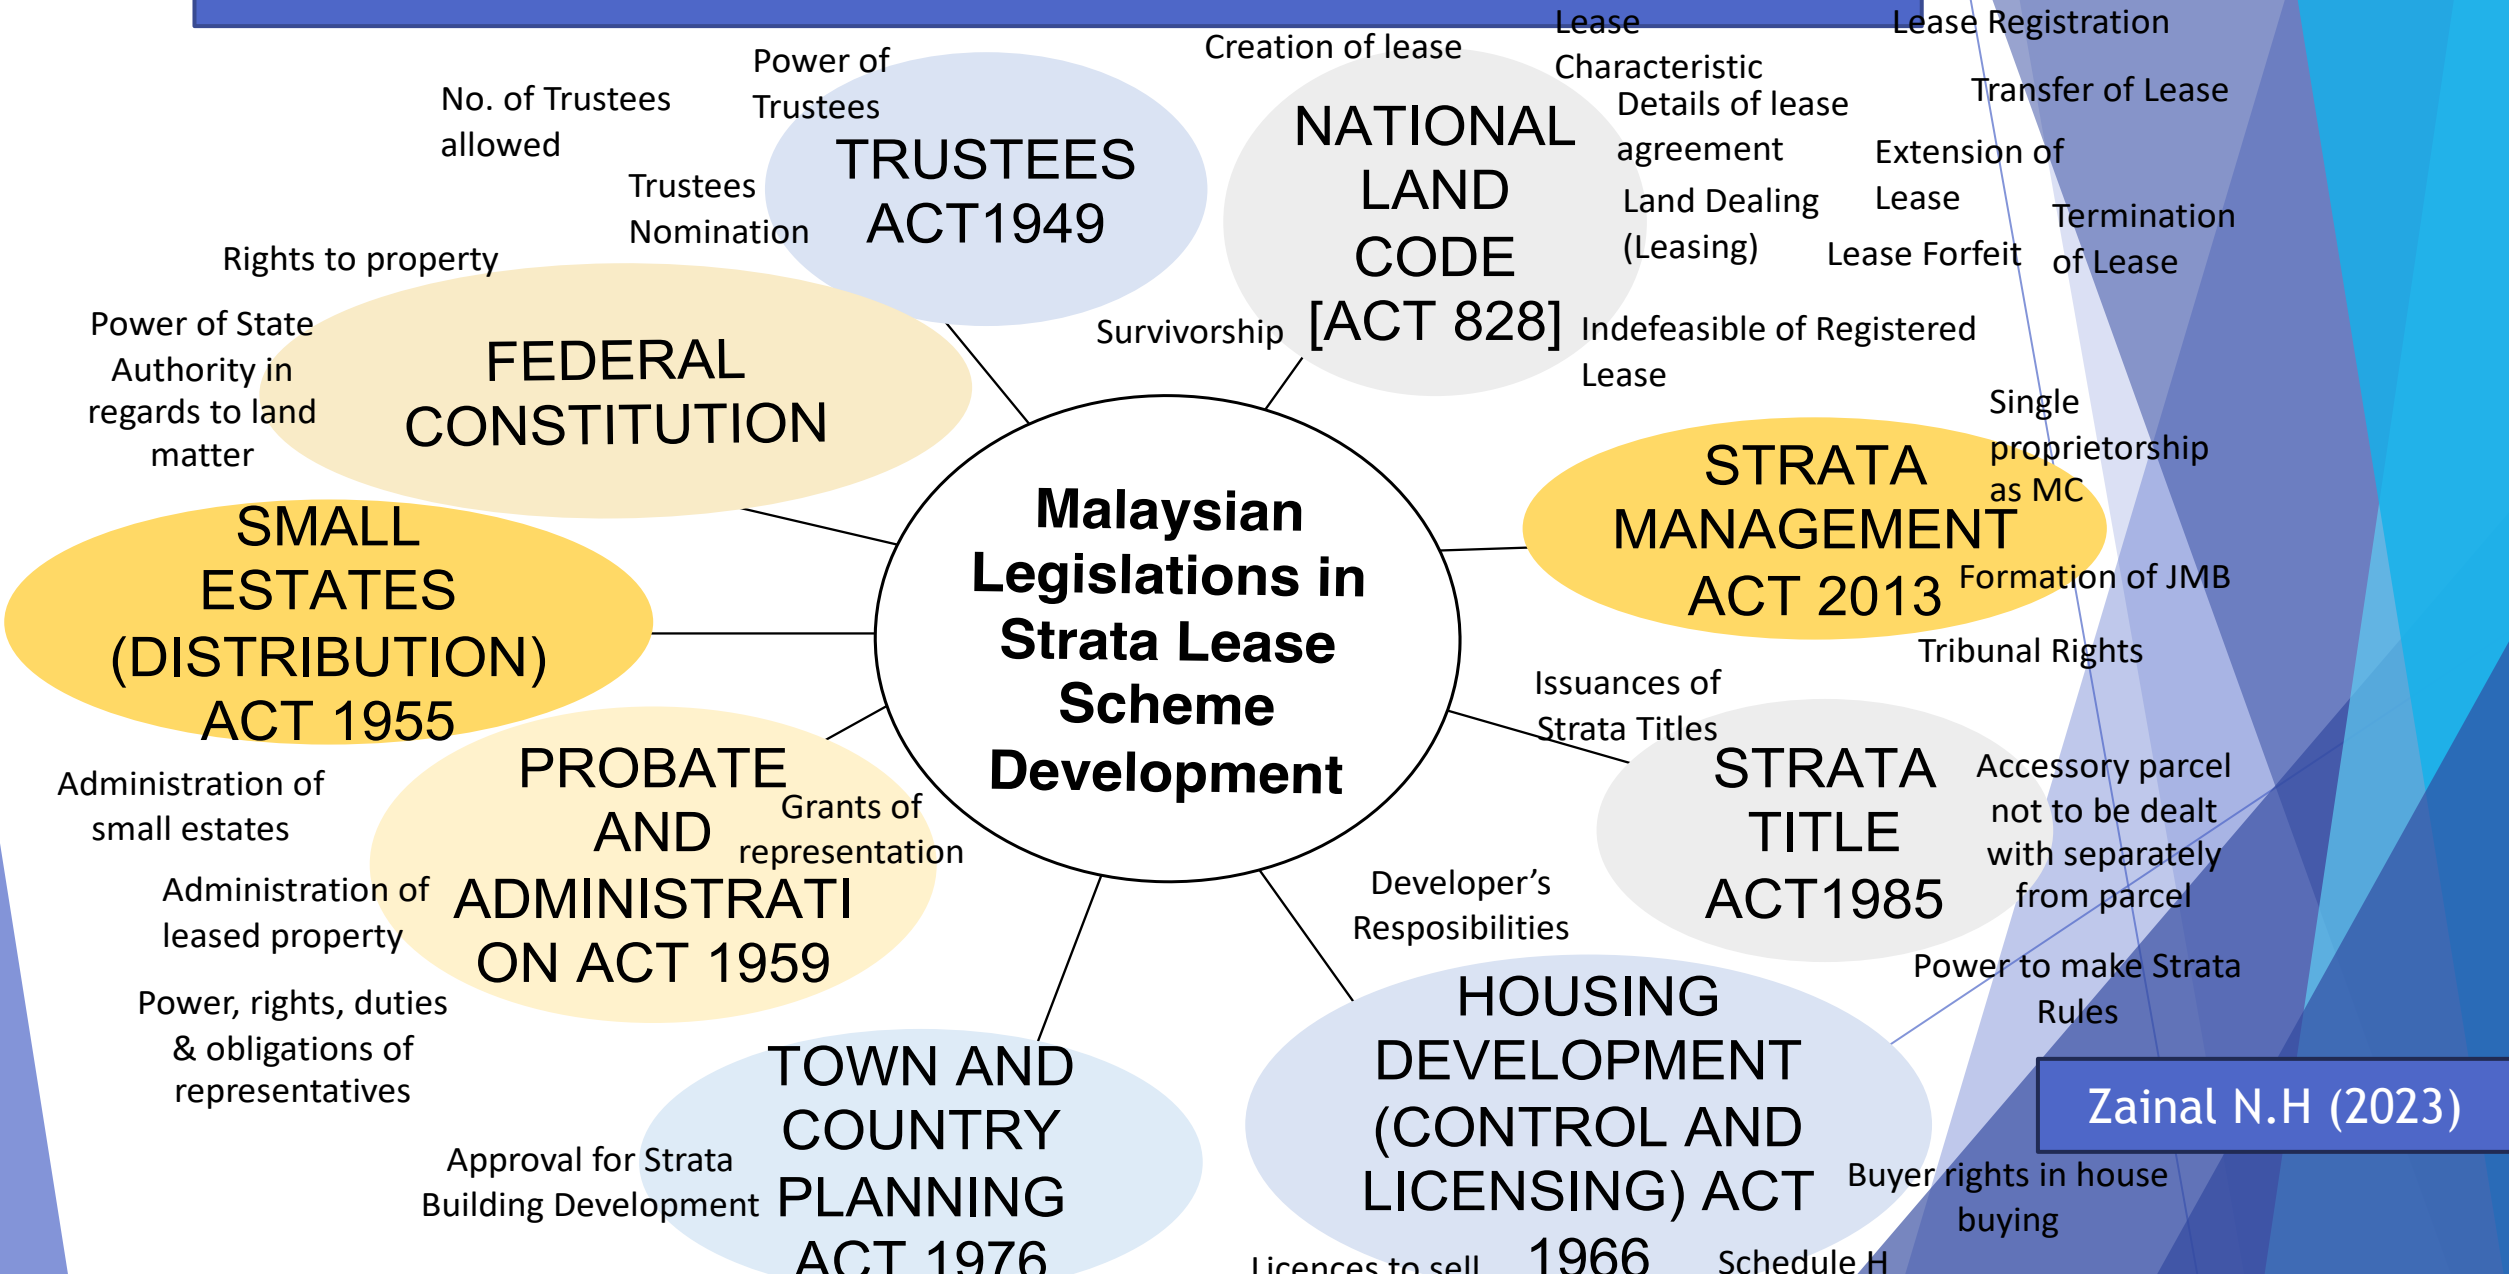 Lease
Characteristic
Lease Registration
Creation of lease
Power of
Trustees
No. of Trustees
allowed
Trustees
Nomination
TRUSTEES
ACT1949
NATIONAL
LAND
CODE
[ACT 828]
Details of lease
agreement
Transfer of Lease
Extension of
Lease
Land Dealing
(Leasing)
Termination
of Lease
Lease Forfeit
Survivorship
Indefeasible of Registered
Lease
Rights to property
Power of State
Authority in
regards to land
matter
FEDERAL
CONSTITUTION
Single
proprietorship
as MC
STRATA
MANAGEMENT
ACT 2013
Formation of JMB
Tribunal Rights
Malaysian
Legislations in
Strata Lease
Scheme
Development
SMALL
ESTATES
(DISTRIBUTION)
ACT 1955
Administration of
small estates
PROBATE
AND
ADMINISTRATI
ON ACT 1959
Grants of
representation
Administration of
leased property
Power, rights, duties
& obligations of
representatives
Issuances of
Strata Titles
STRATA
TITLE
ACT1985
Accessory parcel
not to be dealt
with separately
from parcel
Power to make Strata
Rules
Developer’s
Resposibilities
HOUSING
DEVELOPMENT
(CONTROL AND
LICENSING) ACT
1966
Buyer rights in house
buying
Licences to sell
Schedule H
TOWN AND
COUNTRY
PLANNING
ACT 1976
Approval for Strata
Building Development
Zainal N.H (2023)